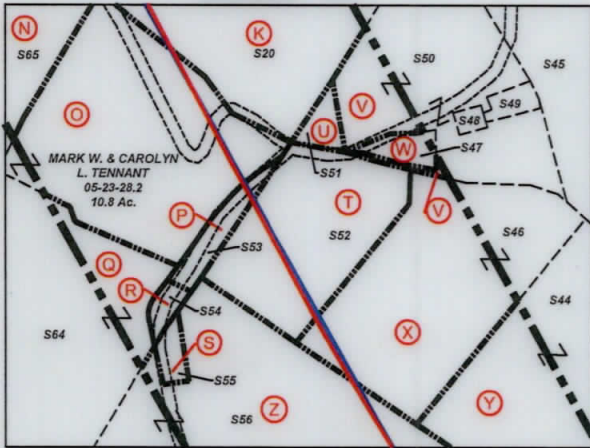 N
K
S65
S20
S50
S45
O
V
S49
S48
U
W
S47
MARK W. & CAROLYN
L. TENNANT
05-23-28.2
10.8 Ac.
S51
T
V
P
S53
S52
S46
Q
R
S54
S44
S64
S
X
S55
S56
Z
Y